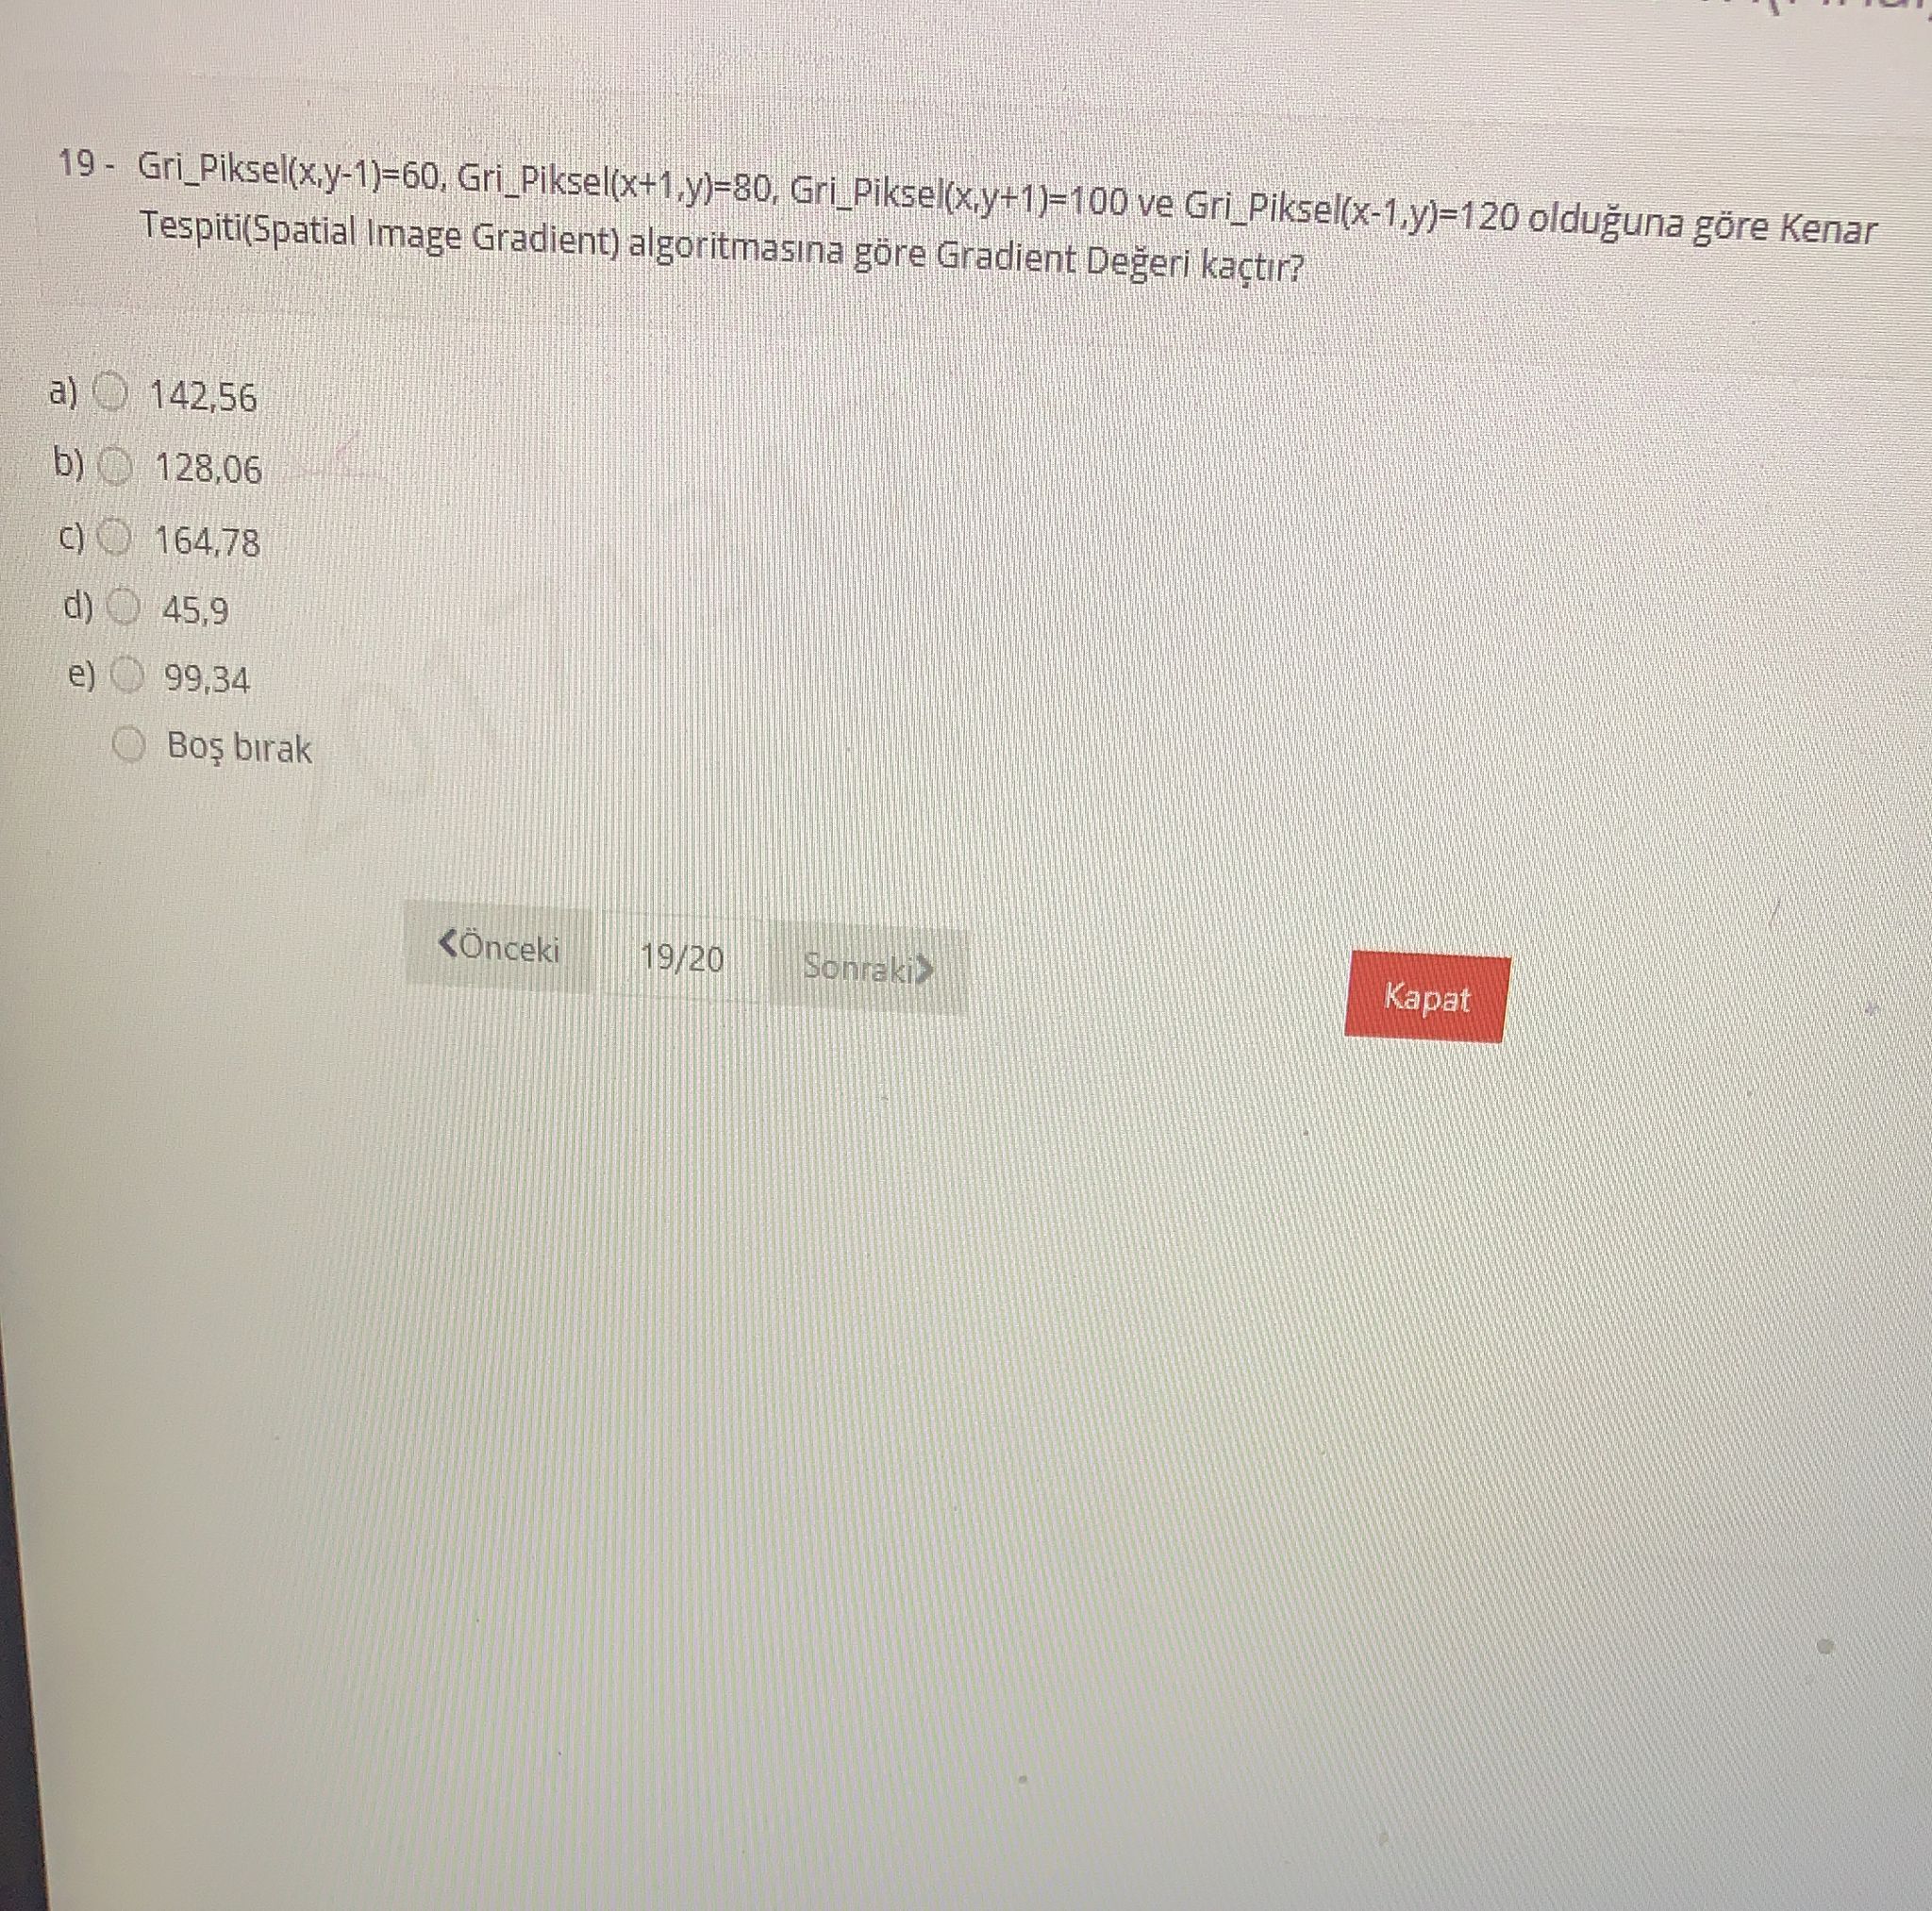 19 - Gri_Piksel(x,y-1)=60, Gri_Piksel(x+1,y)=80, Gri_Piksel(x,y+1)=100 ve Gri_Piksel(x-1,y)=120 olduğuna göre Kenar
Tespiti(Spatial Image Gradient) algoritmasına göre Gradient Değeri kaçtır?
a) 142,56
b) 128,06
c) 164,78
d) 45,9
e) 99,34
Boş bırak
Önceki 19/20 Sonraki
Kapat